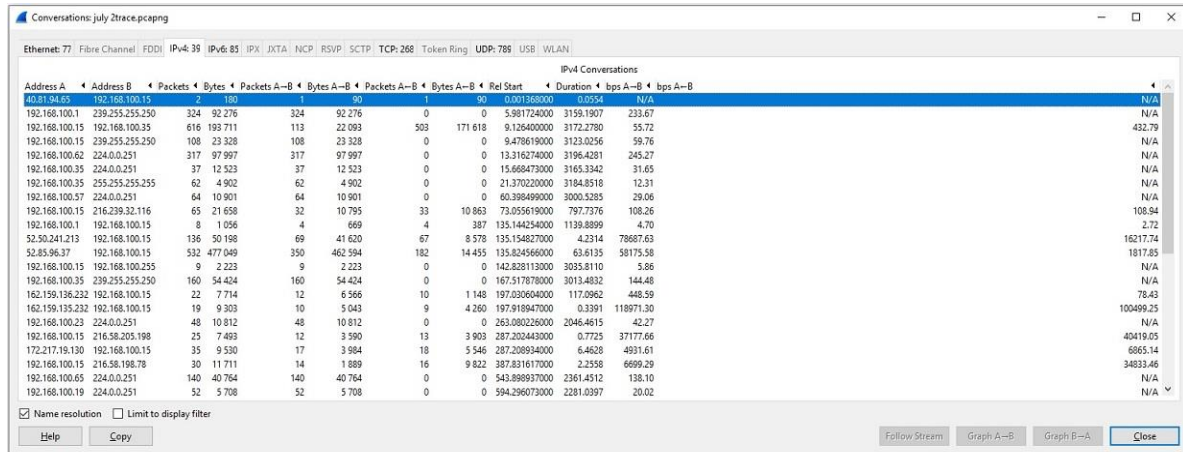 Conversations: july 2trace.pcapng
Ethernet: 77 Fibre Channel FDDI IPv4: 39 IPv6: 85 IPX JXTA NCP RSVP SCTP TCP: 268 Token Ring UDP: 789 USB WLAN
IPv4 Conversations
Address A Address B Packets Bytes Packets A→B Bytes A→B Packets A←B Bytes A←B Rel Start Duration bps A→B bps A←B
40.81.94.65 192.168.100.15 2 180 1 90 1 90 0.001368000 0.0554 N/A N/A
192.168.100.1 239.255.255.250 324 92 276 324 92 276 0 0 5.981724000 3159.1907 233.67 N/A
192.168.100.15 192.168.100.35 616 193 711 113 22 093 503 171 618 9.126400000 3172.2780 55.72 432.79
192.168.100.15 239.255.255.250 108 23 328 108 23 328 0 0 9.478619000 3123.0256 59.76 N/A
192.168.100.62 224.0.0.251 317 97 997 317 97 997 0 0 13.316274000 3196.4281 245.27 N/A
192.168.100.35 224.0.0.251 37 12 523 37 12 523 0 0 15.668473000 3165.3342 31.65 N/A
192.168.100.35 255.255.255.255 62 4 902 62 4 902 0 0 21.370220000 3184.8518 12.31 N/A
192.168.100.57 224.0.0.251 64 10 901 64 10 901 0 0 60.398499000 3000.5285 29.06 N/A
192.168.100.15 216.239.32.116 65 21 658 32 10 795 33 10 863 73.055619000 797.7376 108.26 108.94
192.168.100.1 192.168.100.15 8 1 056 4 669 4 387 135.144254000 1139.8899 4.70 2.72
52.50.241.213 192.168.100.15 136 50 198 69 41 620 67 8 578 135.154827000 4.2314 78687.63 16217.74
52.85.96.37 192.168.100.15 532 477 049 350 462 594 182 14 455 135.824566000 63.6135 58175.58 1817.85
192.168.100.15 192.168.100.255 9 2 223 9 2 223 0 0 142.828113000 3035.8110 5.86 N/A
192.168.100.35 239.255.255.250 160 54 424 160 54 424 0 0 167.517878000 3013.4832 144.48 N/A
162.159.136.232 192.168.100.15 22 7 714 12 6 566 10 1 148 197.030604000 117.0962 448.59 78.43
162.159.135.232 192.168.100.15 19 9 303 10 5 043 9 4 260 197.918947000 0.3391 118971.30 100499.25
192.168.100.23 224.0.0.251 48 10 812 48 10 812 0 0 263.080226000 2046.4615 42.27 N/A
192.168.100.15 216.58.205.198 25 7 493 12 3 590 13 3 903 287.202443000 0.7725 37177.66 40419.05
172.217.19.130 192.168.100.15 35 9 530 17 3 984 18 5 546 287.208934000 6.4628 4931.61 6865.14
192.168.100.15 216.58.198.78 30 11 711 14 1 889 16 9 822 387.831617000 2.2558 6699.29 34833.46
192.168.100.65 224.0.0.251 140 40 764 140 40 764 0 0 543.898937000 2361.4512 138.10 N/A
192.168.100.19 224.0.0.251 52 5 708 52 5 708 0 0 594.296073000 2281.0397 20.02 N/A
Name resolution Limit to display filter
Help Copy Follow Stream Graph A→B Graph B→A Close